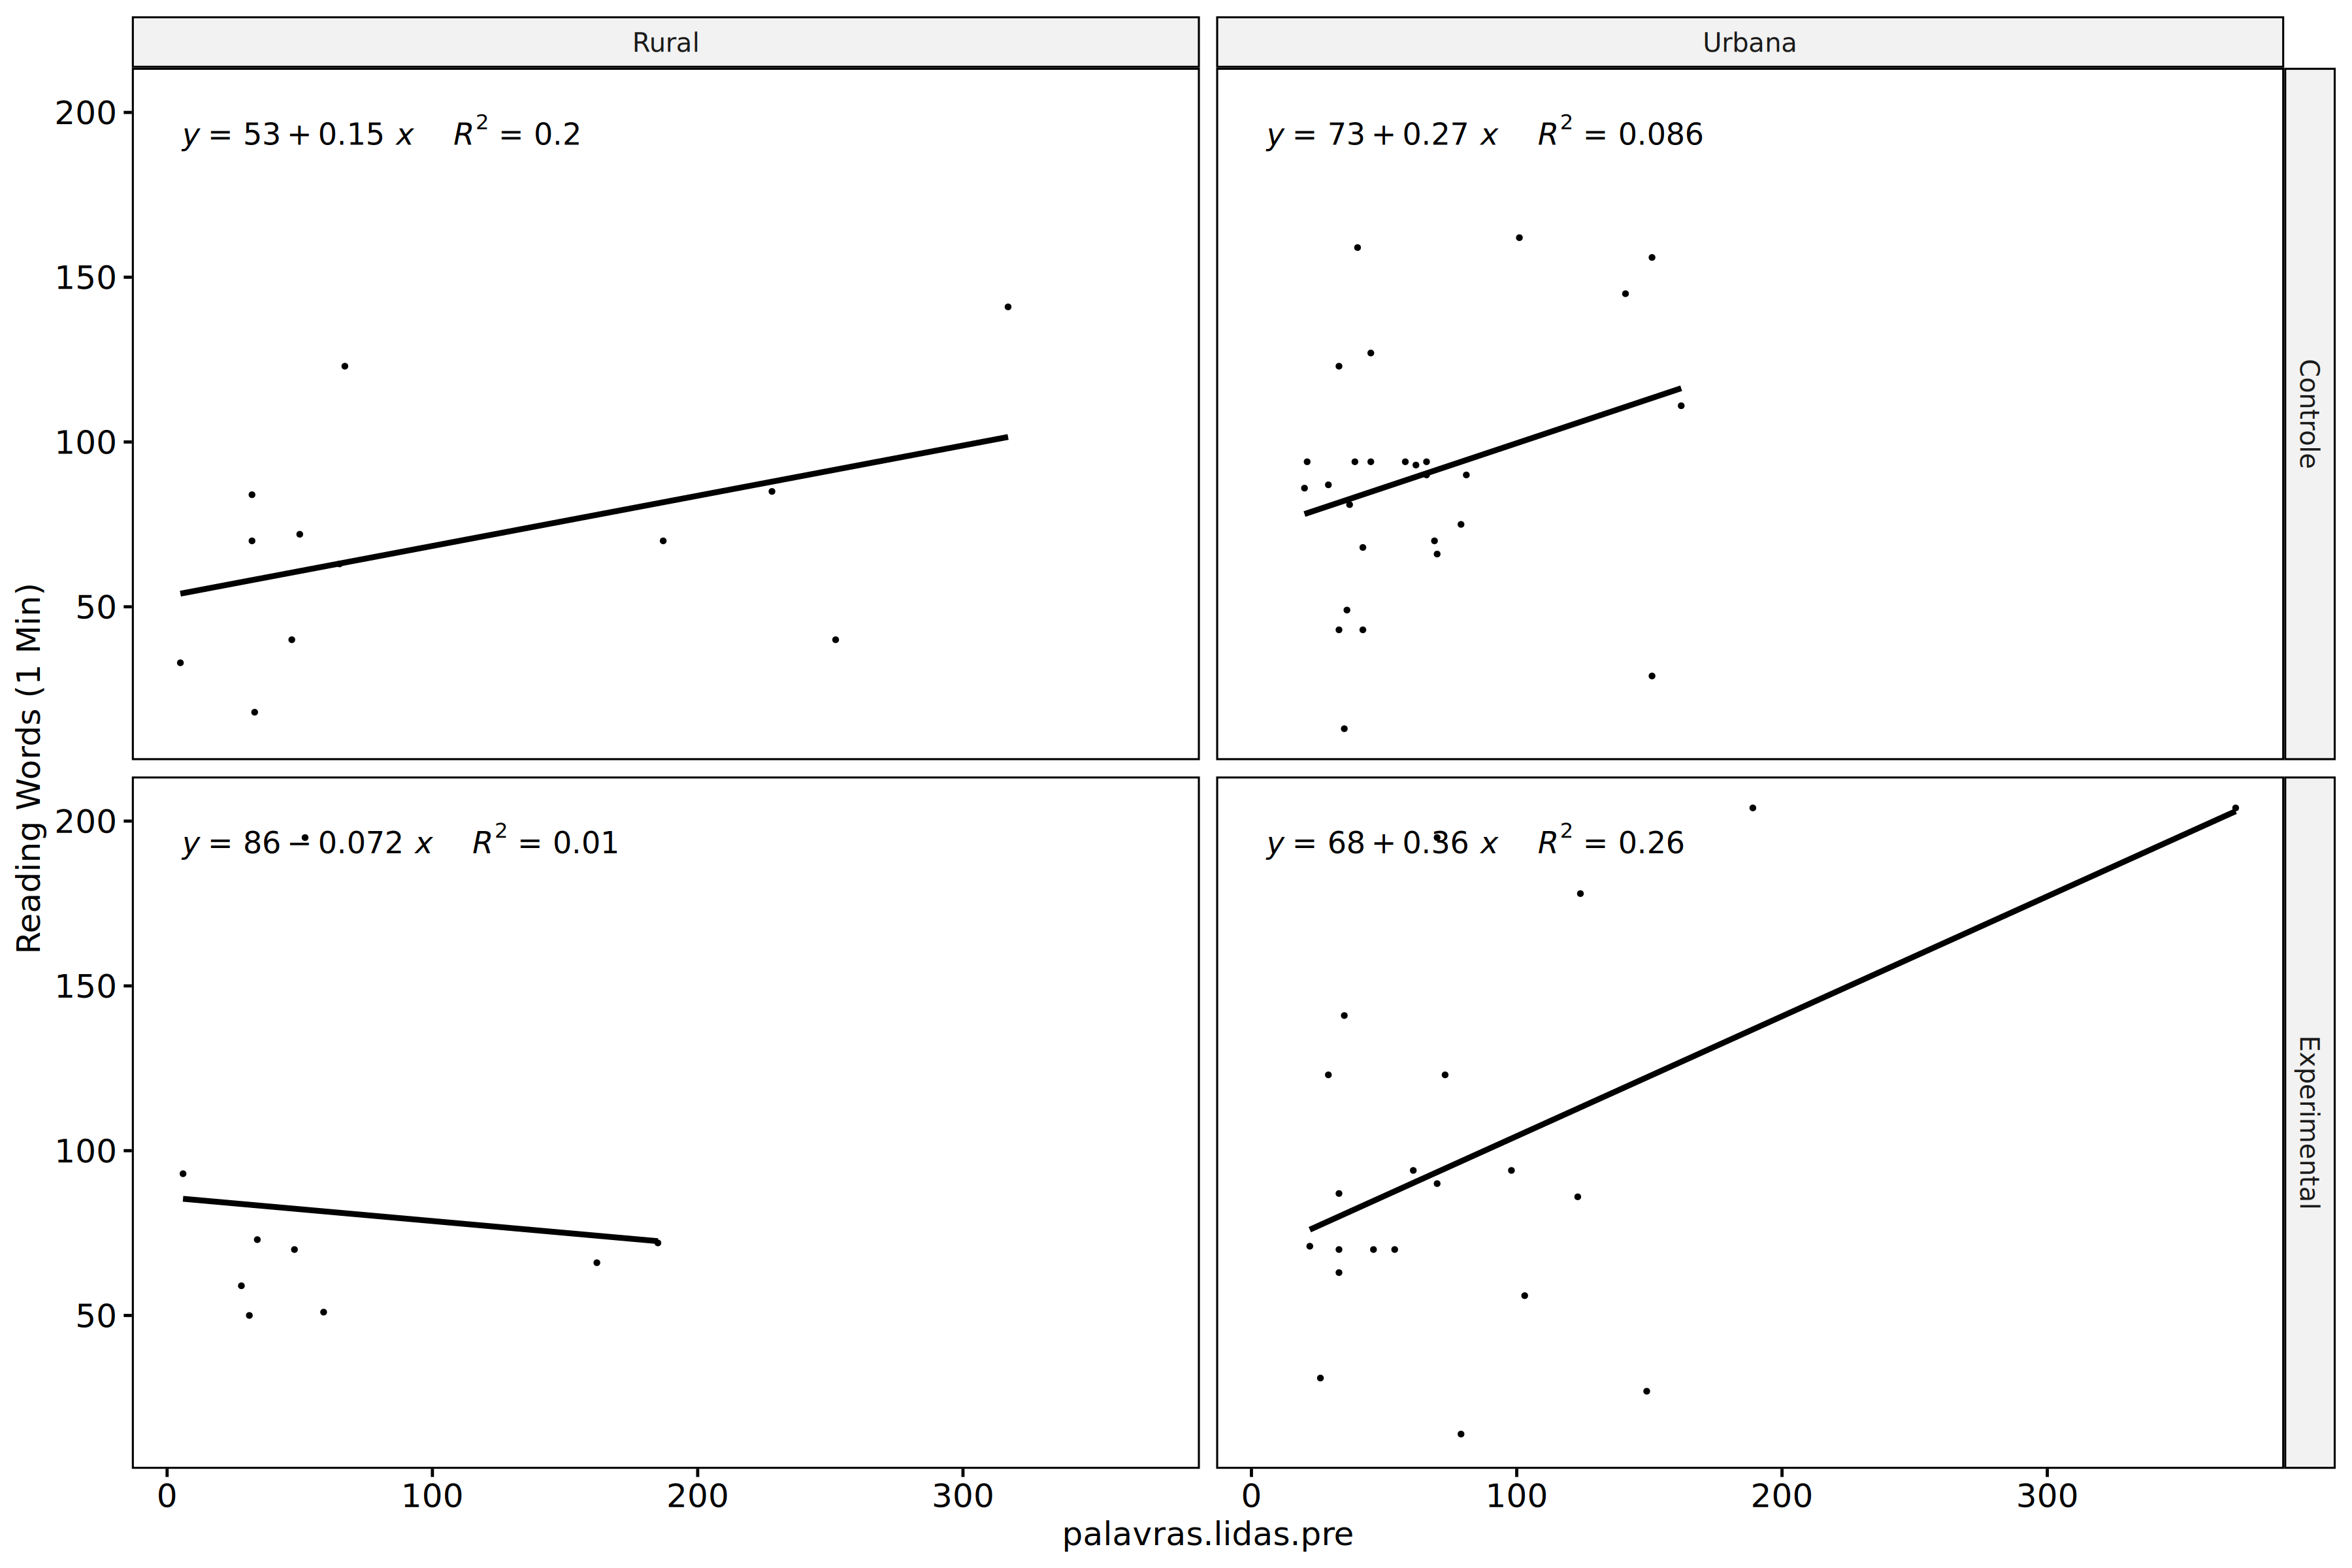 Rural
Urbana
200
150
100
50
y = 53 + 0.15 x R² = 0.2
y = 73 + 0.27 x R² = 0.086
Controle
Reading Words (1 Min)
200
150
100
50
y = 86 − 0.072 x R² = 0.01
y = 68 + 0.36 x R² = 0.26
Experimental
0 100 200 300
0 100 200 300
palavras.lidas.pre